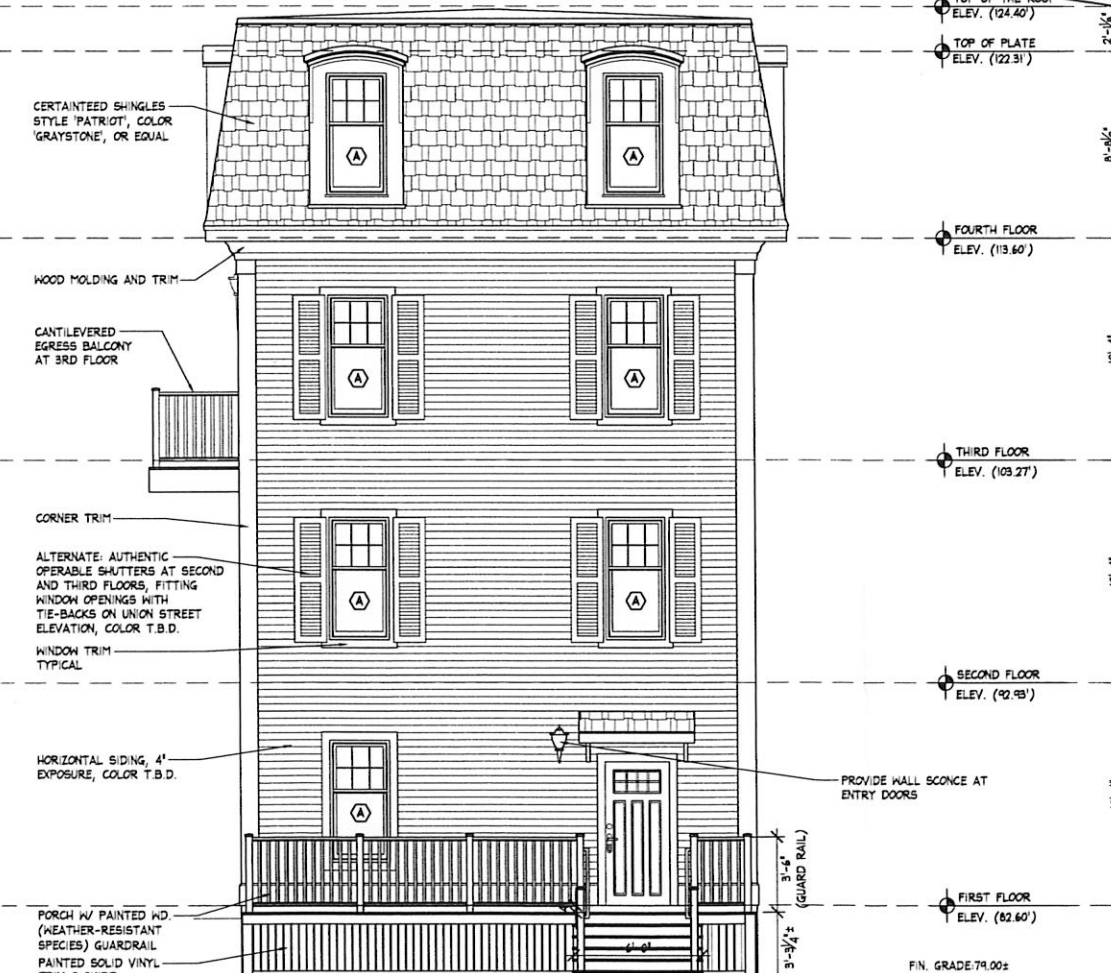 TOP OF THE ROOF
ELEV. (124.40')
TOP OF PLATE
ELEV. (122.31')
CERTAINTEED SHINGLES
STYLE 'PATRIOT', COLOR
'GRAYSTONE', OR EQUAL
A
A
FOURTH FLOOR
ELEV. (113.60')
WOOD MOLDING AND TRIM
CANTILEVERED
EGRESS BALCONY
AT 3RD FLOOR
A
A
THIRD FLOOR
ELEV. (103.27')
CORNER TRIM
ALTERNATE: AUTHENTIC
OPERABLE SHUTTERS AT SECOND
AND THIRD FLOORS, FITTING
WINDOW OPENINGS WITH
TIE-BACKS ON UNION STREET
ELEVATION, COLOR T.B.D.
A
A
WINDOW TRIM
TYPICAL
SECOND FLOOR
ELEV. (92.93')
HORIZONTAL SIDING, 4"
EXPOSURE, COLOR T.B.D.
PROVIDE WALL SCONCE AT
ENTRY DOORS
A
3'-6"
(GUARD RAIL)
FIRST FLOOR
ELEV. (82.60')
PORCH W/ PAINTED WD.
(WEATHER-RESISTANT
SPECIES) GUARDRAIL
PAINTED SOLID VINYL
6'-0"
3'-3¼"±
FIN. GRADE:79.00±